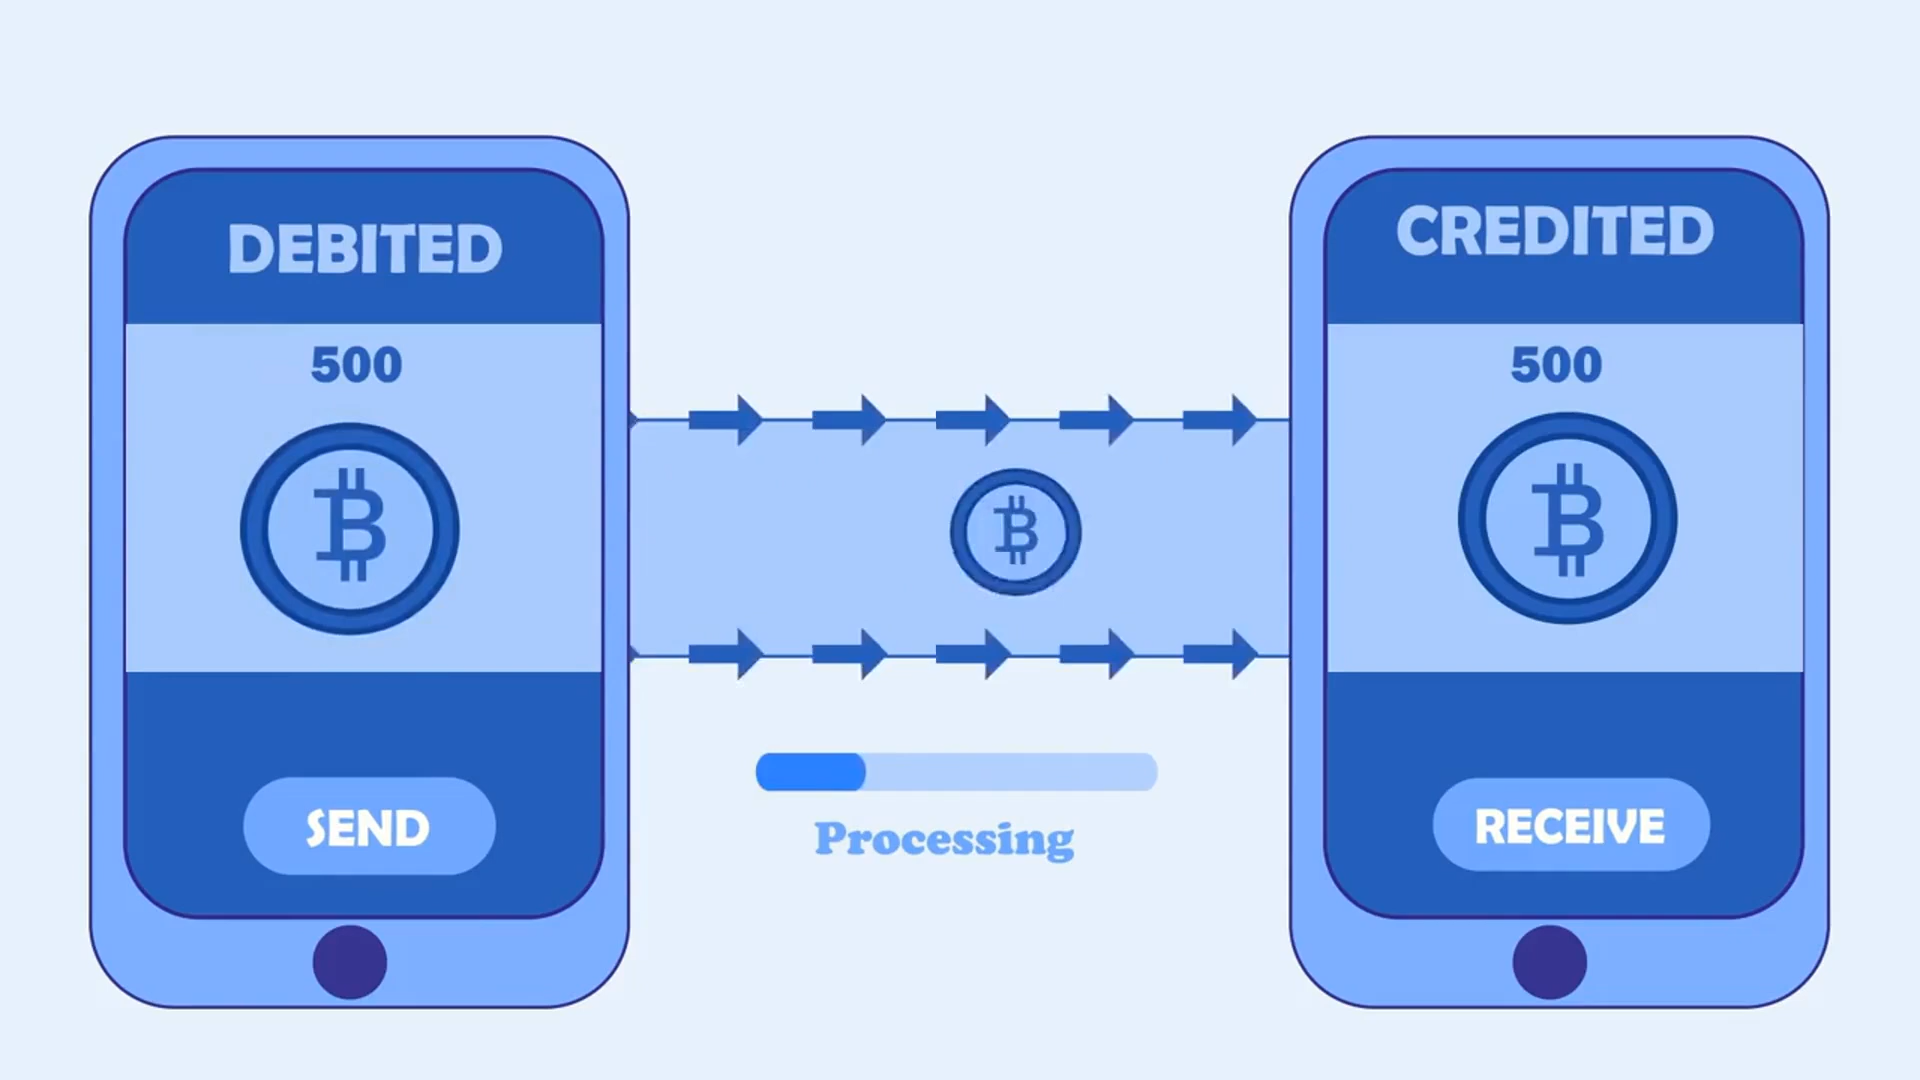 DEBITED
500
SEND
Processing
CREDITED
500
RECEIVE